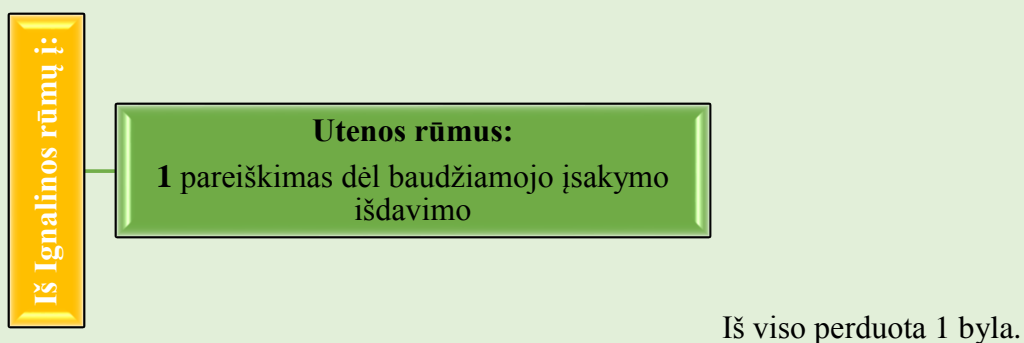 Iš Ignalinos rūmų į:
Utenos rūmus:
1 pareiškimas dėl baudžiamojo įsakymo
išdavimo
Iš viso perduota 1 byla.